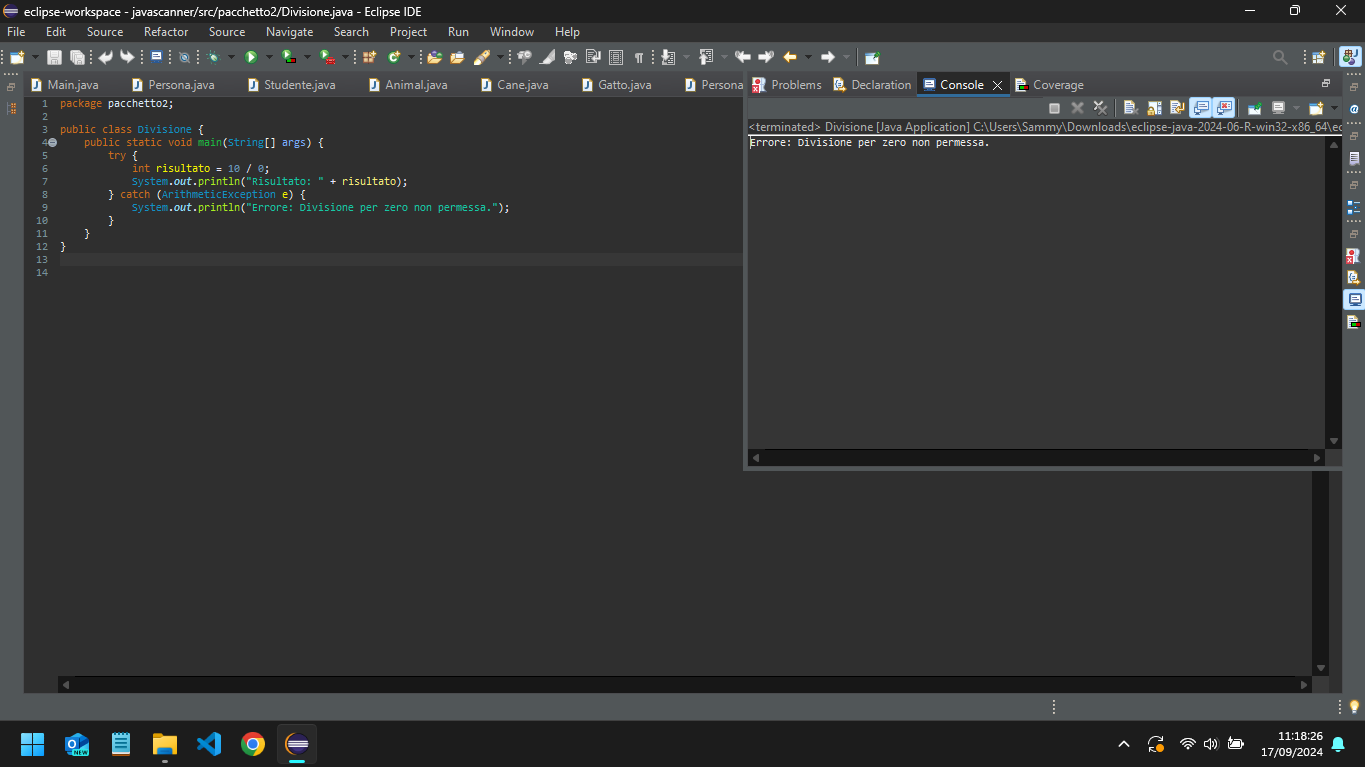 eclipse-workspace - javascanner/src/pacchetto2/Divisione.java - Eclipse IDE
File Edit Source Refactor Source Navigate Search Project Run Window Help
Main.java Persona.java Studente.java Animal.java Cane.java Gatto.java Persona
Problems Declaration Console Coverage
<terminated> Divisione [Java Application] C:\Users\Sammy\Downloads\eclipse-java-2024-06-R-win32-x86_64\ec
Errore: Divisione per zero non permessa.
1 package pacchetto2;
2
3 public class Divisione {
4 public static void main(String[] args) {
5 try {
6 int risultato = 10 / 0;
7 System.out.println("Risultato: " + risultato);
8 } catch (ArithmeticException e) {
9 System.out.println("Errore: Divisione per zero non permessa.");
10 }
11 }
12 }
13
14
NEW
11:18:26
17/09/2024